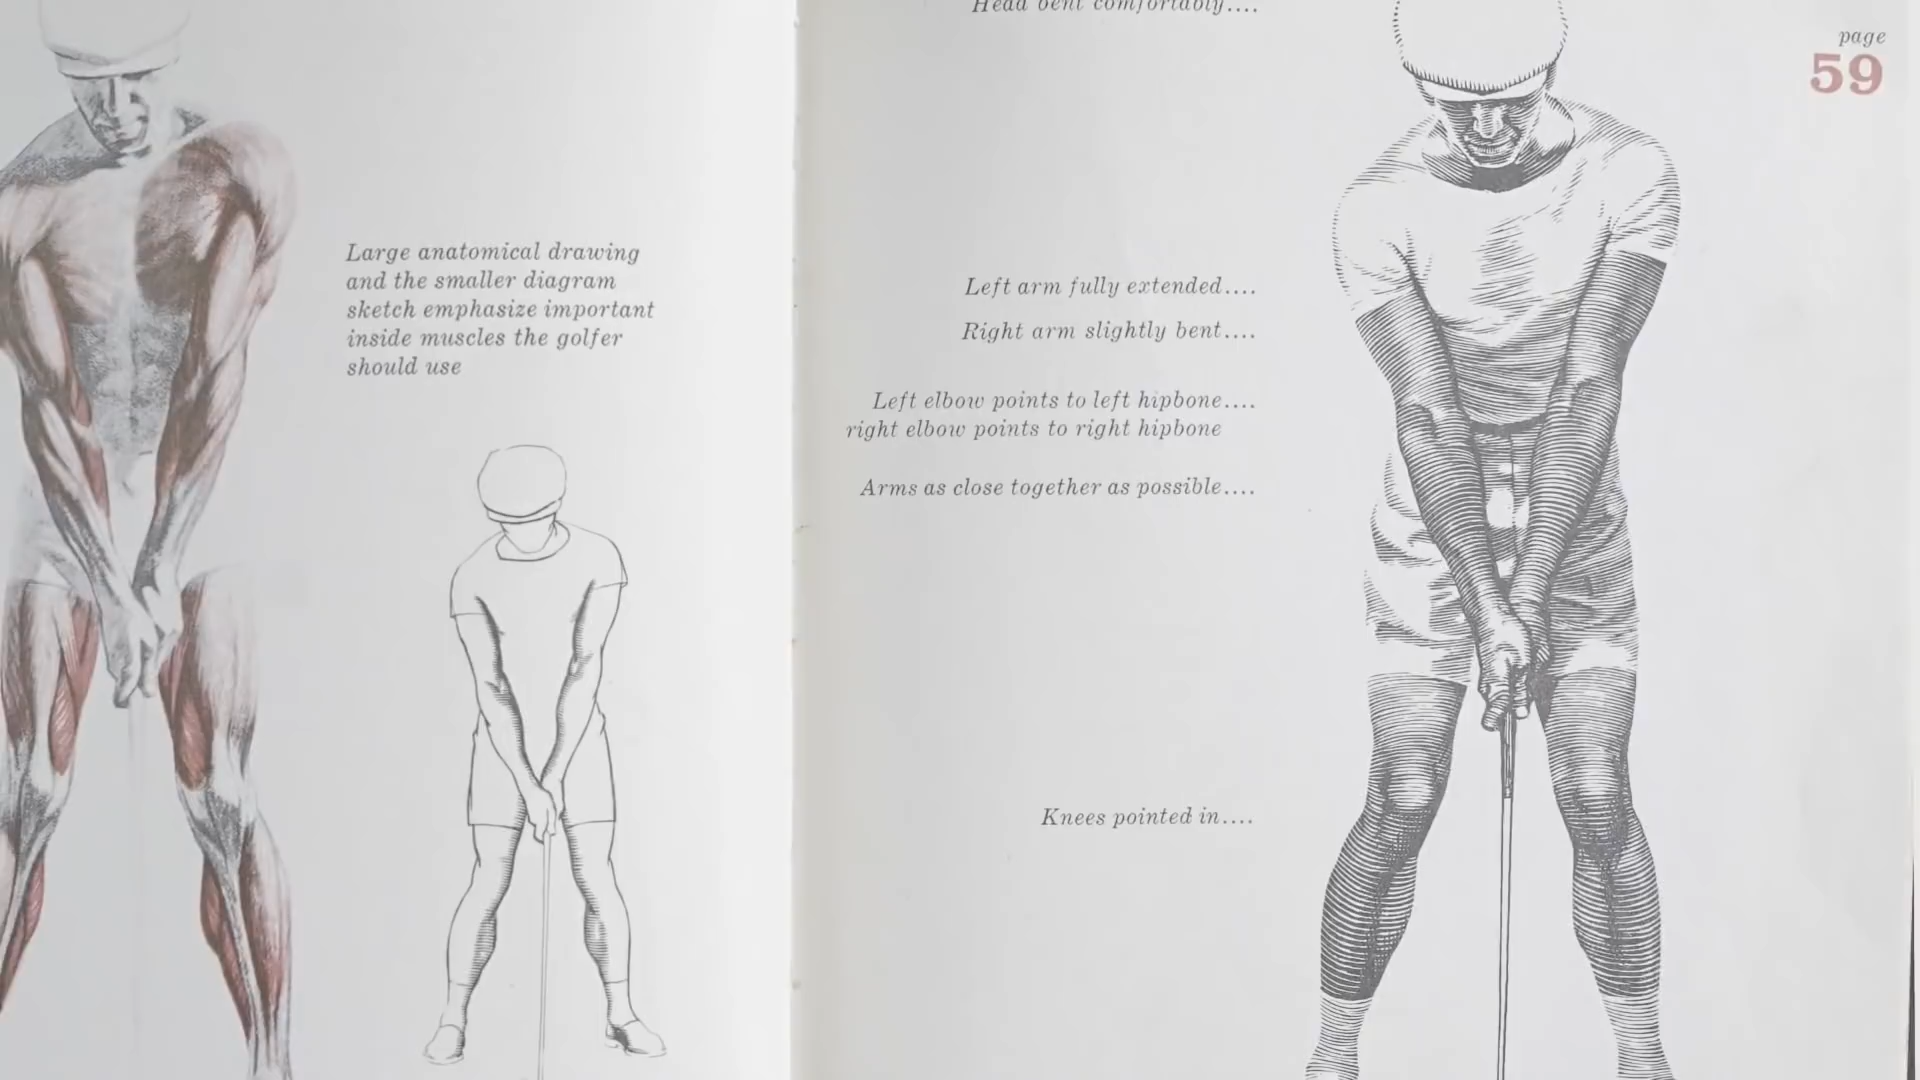 Large anatomical drawing
and the smaller diagram
sketch emphasize important
inside muscles the golfer
should use
Head bent comfortably....
page
59
Left arm fully extended....
Right arm slightly bent....
Left elbow points to left hipbone....
right elbow points to right hipbone
Arms as close together as possible....
Knees pointed in....